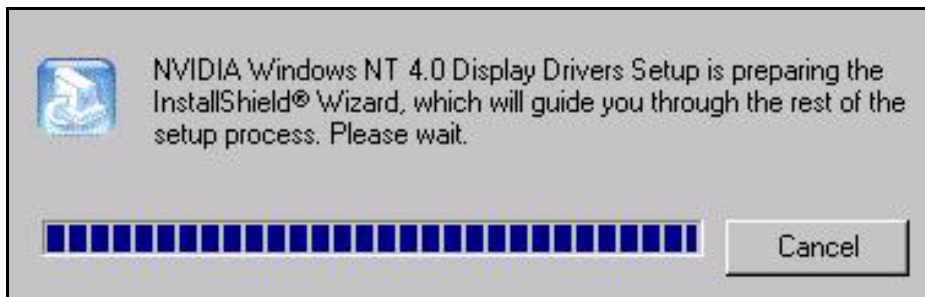 NVIDIA Windows NT 4.0 Display Drivers Setup is preparing the
InstallShield® Wizard, which will guide you through the rest of the
setup process. Please wait.
Cancel